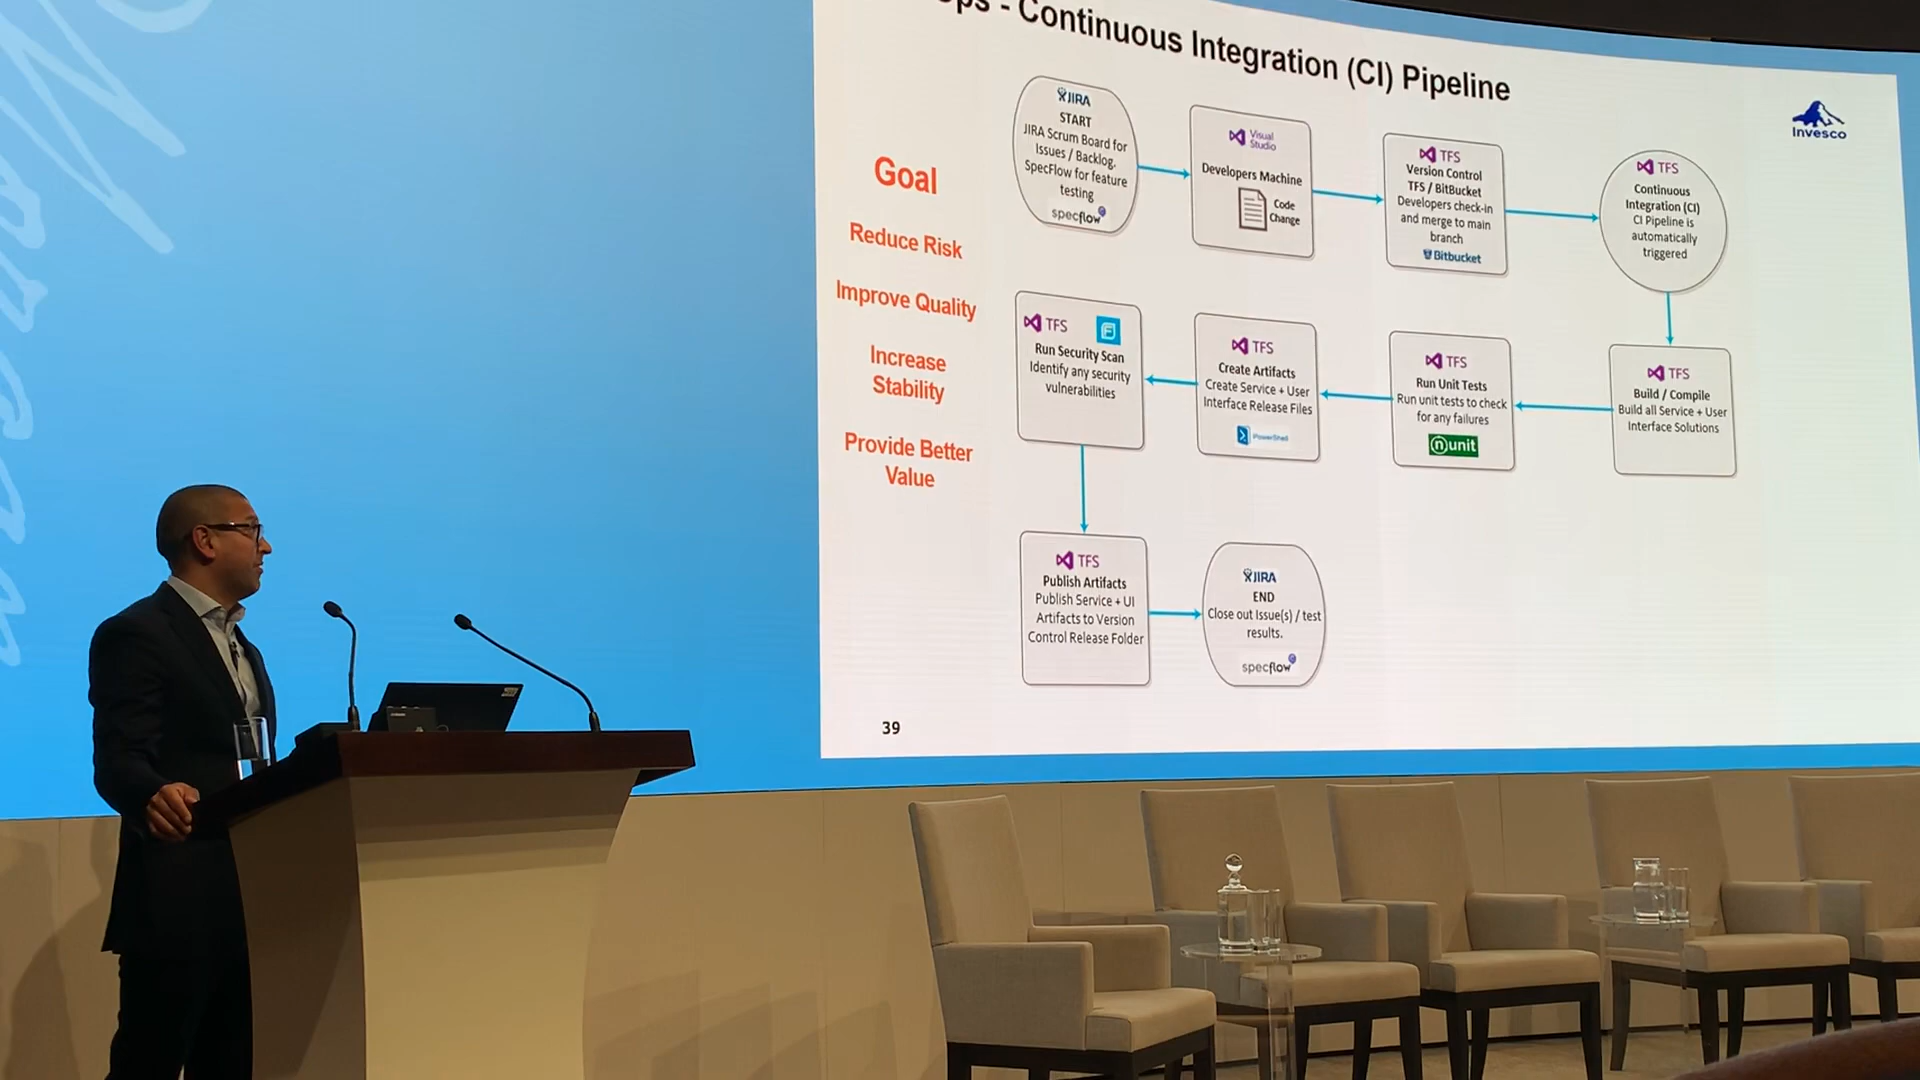 ps - Continuous Integration (CI) Pipeline
Invesco
Goal
Reduce Risk
Improve Quality
Increase
Stability
Provide Better
Value
JIRA
START
JIRA Scrum Board for
Issues / Backlog.
SpecFlow for feature
testing
specflow
Visual
Studio
Developers Machine
Code
Change
TFS
Version Control
TFS / BitBucket
Developers check-in
and merge to main
branch
Bitbucket
TFS
Continuous
Integration (CI)
CI Pipeline is
automatically
triggered
TFS
Build / Compile
Build all Service + User
Interface Solutions
TFS
Run Unit Tests
Run unit tests to check
for any failures
nunit
TFS
Create Artifacts
Create Service + User
Interface Release Files
PowerShell
TFS
Run Security Scan
Identify any security
vulnerabilities
TFS
Publish Artifacts
Publish Service + UI
Artifacts to Version
Control Release Folder
JIRA
END
Close out Issue(s) / test
results.
specflow
39